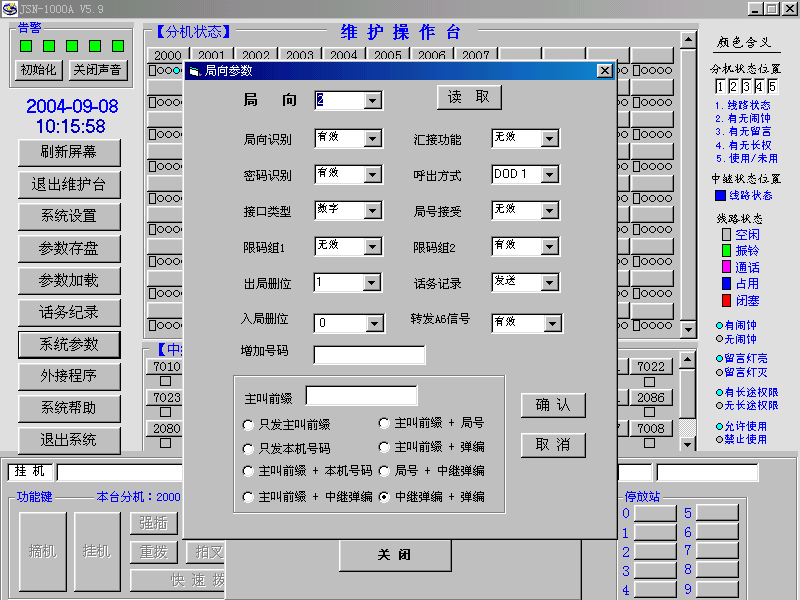 JSN-1000A V5.9
告警
初始化 关闭声音
2004-09-08
10:15:58
刷新屏幕
退出维护台
系统设置
参数存盘
参数加载
话务纪录
系统参数
外接程序
系统帮助
退出系统
【分机状态】 维护操作台
2000 2001 2002 2003 2004 2005 2006 2007
【中
7010
7023
2080
7022
2086
7008
局向参数
局 向 2 读 取
局向识别 有效 汇接功能 无效
密码识别 有效 呼出方式 DOD 1
接口类型 数字 局号接受 无效
限码组1 无效 限码组2 有效
出局册位 1 话务记录 发送
入局册位 0 转发A6信号 有效
增加号码
主叫前缀
只发主叫前缀 主叫前缀 + 局号
只发本机号码 主叫前缀 + 弹编
主叫前缀 + 本机号码 局号 + 中继弹编
主叫前缀 + 中继弹编 中继弹编 + 弹编
确 认
取 消
关 闭
颜色含义
分机状态位置
1 2 3 4 5
1. 线路状态
2. 有无闹钟
3. 有无留言
4. 有无长权
5. 使用/未用
中继状态位置
线路状态
线路状态
空闲
振铃
通话
占用
闭塞
有闹钟
无闹钟
留言灯亮
留言灯灭
有长途权限
无长途权限
允许使用
禁止使用
挂 机
功能键 本台分机：2000
摘机 挂机 强插
重拨 拍叉
快 速 拨
停放站
0 5
1 6
2 7
3 8
4 9